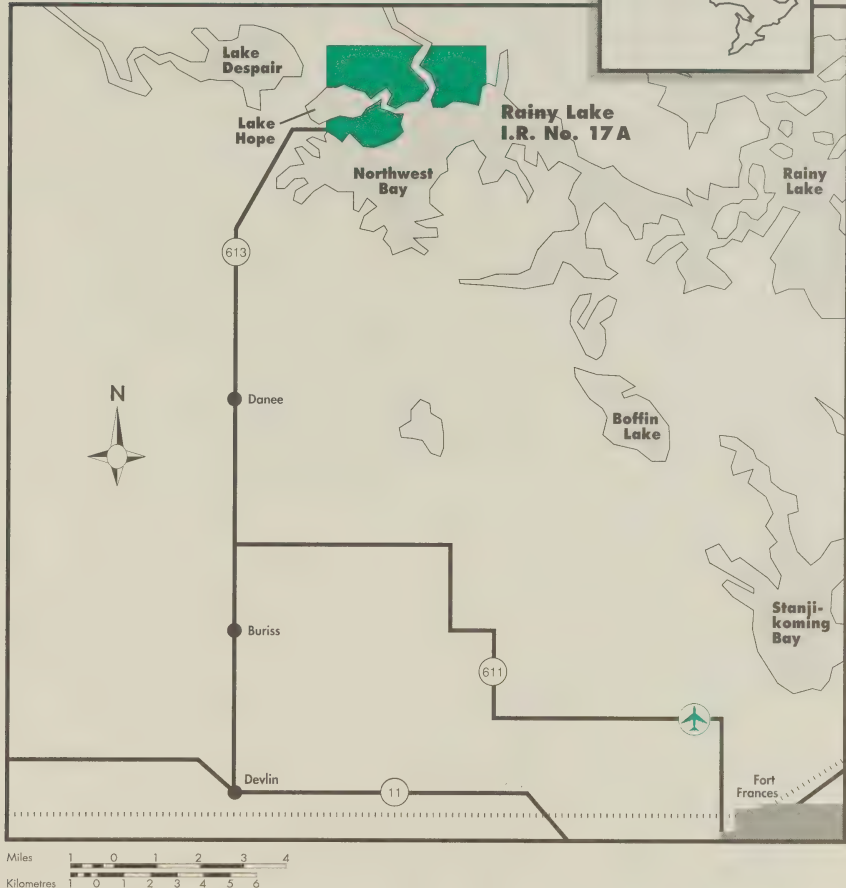 Lake
Despair
Lake
Hope
Rainy Lake
I.R. No. 17A
Northwest
Bay
Rainy
Lake
613
N
Danee
Boffin
Lake
Buriss
Stanji-
koming
Bay
611
Devlin
11
Fort
Frances
Miles 1 0 1 2 3 4
Kilometres 1 0 1 2 3 4 5 6